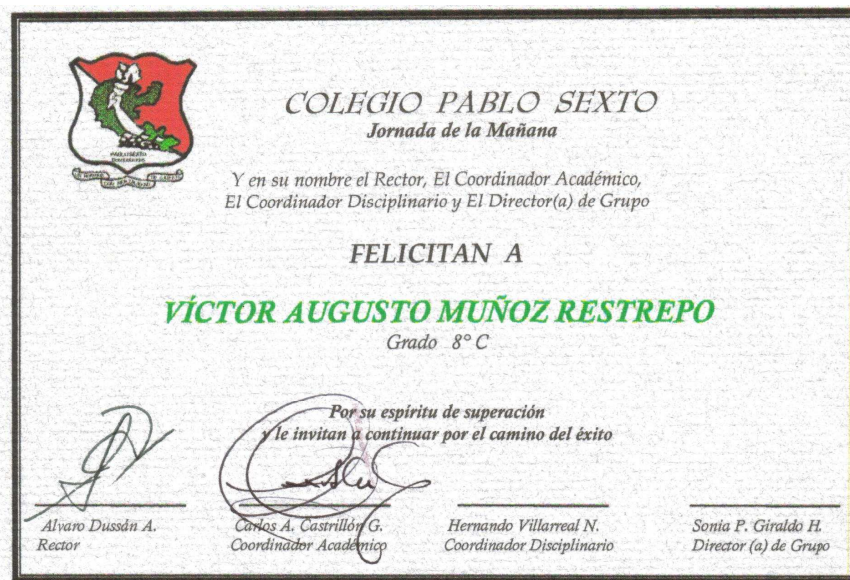 COLEGIO PABLO SEXTO
Jornada de la Mañana
Y en su nombre el Rector, El Coordinador Académico,
El Coordinador Disciplinario y El Director(a) de Grupo
FELICITAN A
VÍCTOR AUGUSTO MUÑOZ RESTREPO
Grado 8° C
Por su espíritu de superación
y le invitan a continuar por el camino del éxito
Alvaro Dussán A.
Rector
Carlos A. Castrillón G.
Coordinador Académico
Hernando Villarreal N.
Coordinador Disciplinario
Sonia P. Giraldo H.
Director (a) de Grupo